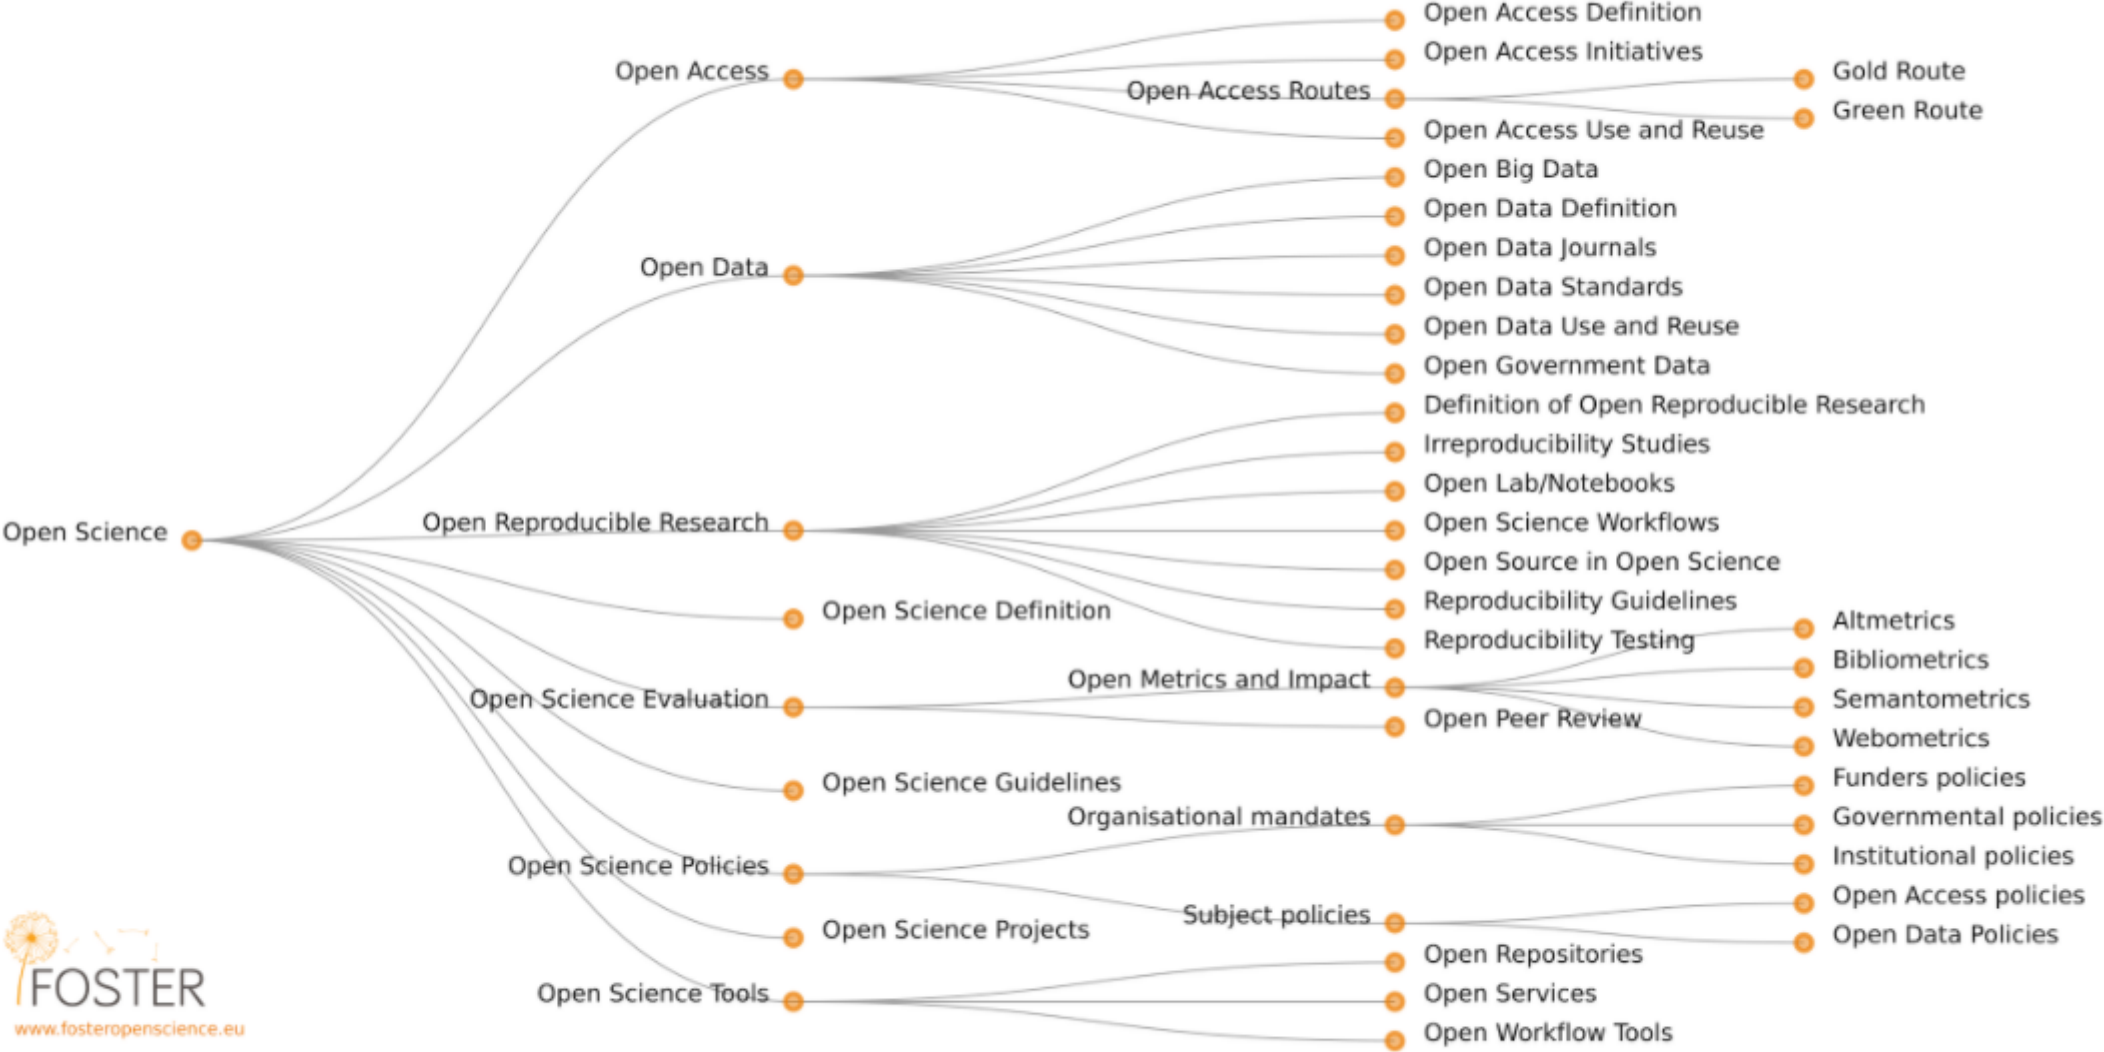 Open Science
Open Access
Open Access Definition
Open Access Initiatives
Open Access Routes
Gold Route
Green Route
Open Access Use and Reuse
Open Data
Open Big Data
Open Data Definition
Open Data Journals
Open Data Standards
Open Data Use and Reuse
Open Government Data
Open Reproducible Research
Definition of Open Reproducible Research
Irreproducibility Studies
Open Lab/Notebooks
Open Science Workflows
Open Source in Open Science
Reproducibility Guidelines
Reproducibility Testing
Open Science Definition
Open Science Evaluation
Open Metrics and Impact
Altmetrics
Bibliometrics
Semantometrics
Webometrics
Open Peer Review
Open Science Guidelines
Open Science Policies
Organisational mandates
Funders policies
Governmental policies
Institutional policies
Subject policies
Open Access policies
Open Data Policies
Open Science Projects
Open Science Tools
Open Repositories
Open Services
Open Workflow Tools
FOSTER
www.fosteropenscience.eu